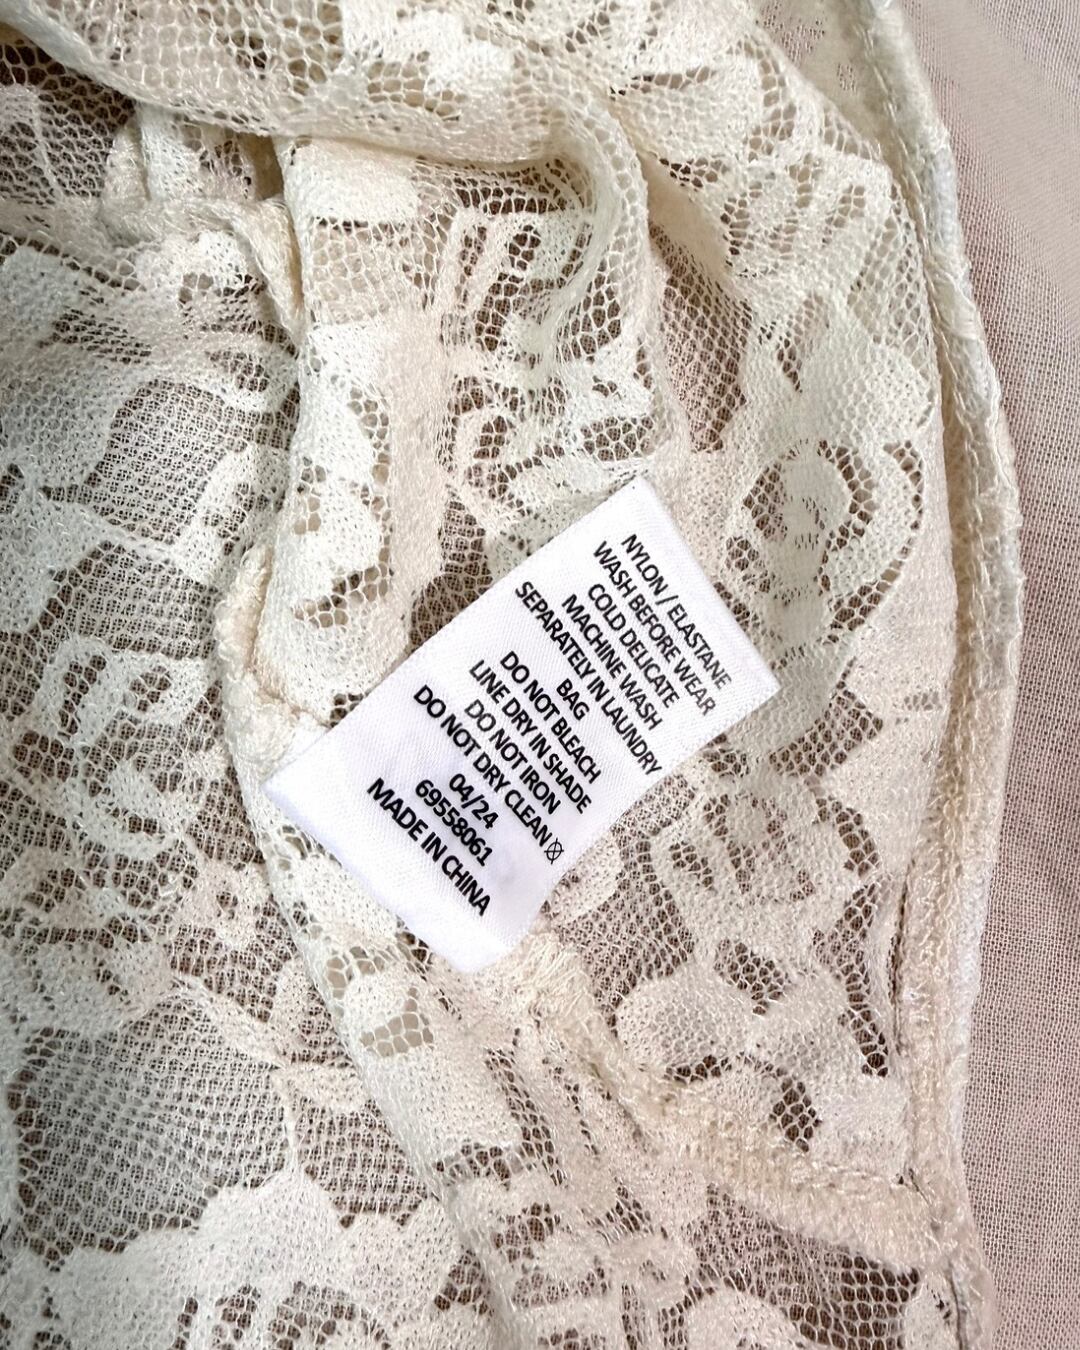 NYLON / ELASTANE
WASH BEFORE WEAR
COLD DELICATE
MACHINE WASH
SEPARATELY IN LAUNDRY
BAG
DO NOT BLEACH
LINE DRY IN SHADE
DO NOT IRON
DO NOT DRY CLEAN
04/24
69558061
MADE IN CHINA